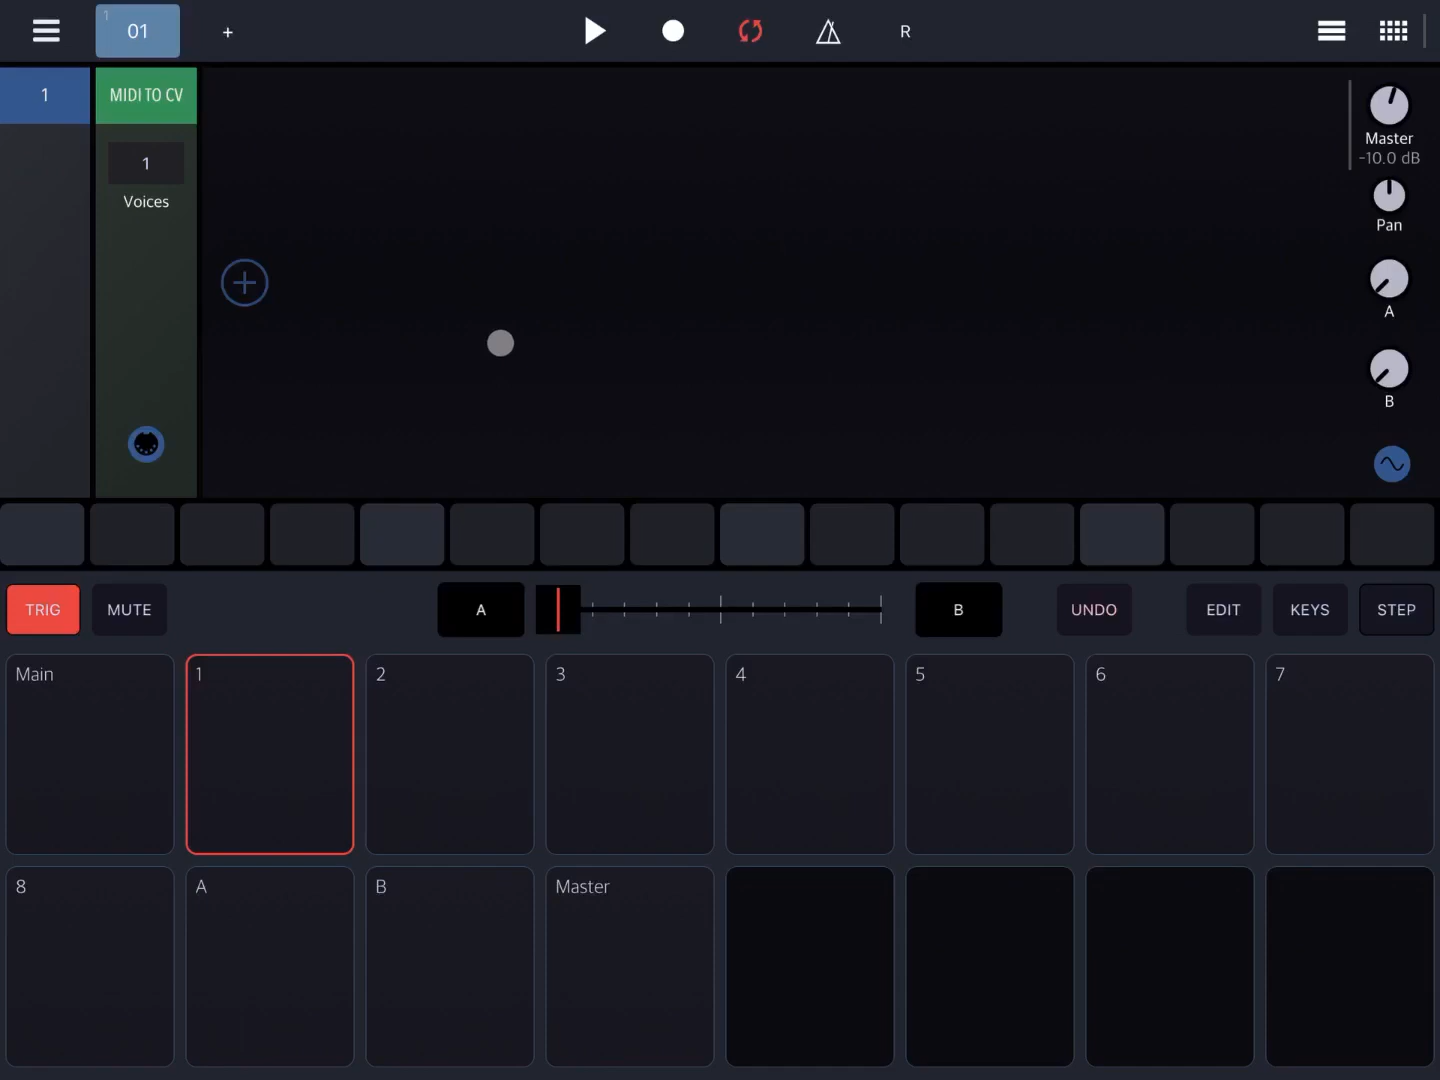 1
01
+
R
1
MIDI TO CV
1
Voices
Master
-10.0 dB
Pan
A
B
TRIG
MUTE
A
B
UNDO
EDIT
KEYS
STEP
Main
1
2
3
4
5
6
7
8
A
B
Master